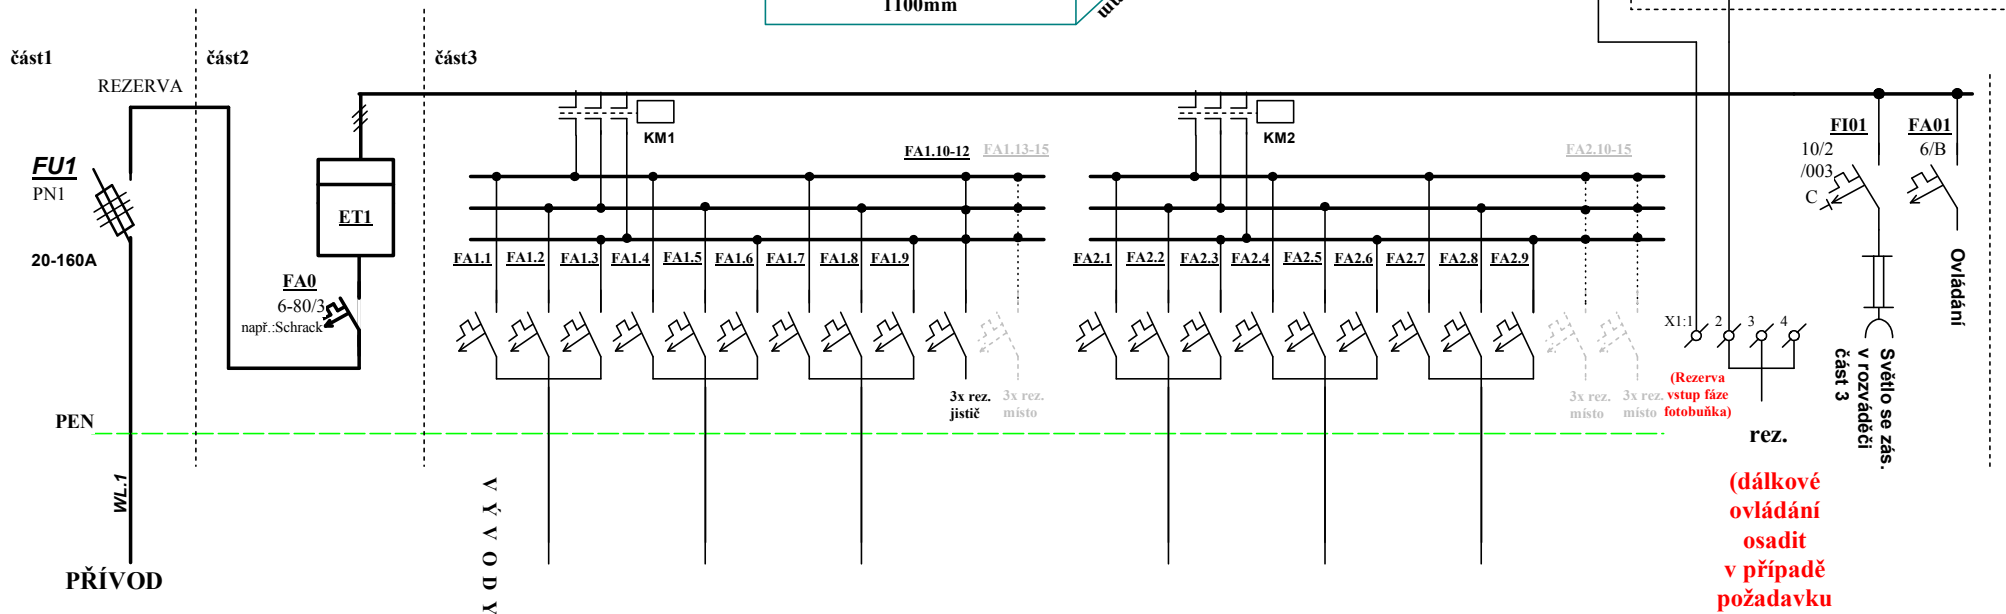 1100mm
mm
část1
část2
část3
REZERVA
FU1
PN1
20-160A
ET1
FA0
6-80/3
např.:Schrack
KM1
KM2
FA1.10-12
FA1.13-15
FA2.10-15
FI01
10/2
/003
C
FA01
6/B
FA1.1
FA1.2
FA1.3
FA1.4
FA1.5
FA1.6
FA1.7
FA1.8
FA1.9
FA2.1
FA2.2
FA2.3
FA2.4
FA2.5
FA2.6
FA2.7
FA2.8
FA2.9
Ovládání
X1:1
2
3
4
3x rez.
jistič
3x rez.
místo
3x rez.
místo
3x rez.
místo
(Rezerva
vstup fáze
fotobuňka)
Světlo se zás.
v rozváděči
část 3
PEN
rez.
WL.1
PŘÍVOD
VÝVODY
(dálkové
ovládání
osadit
v případě
požadavku